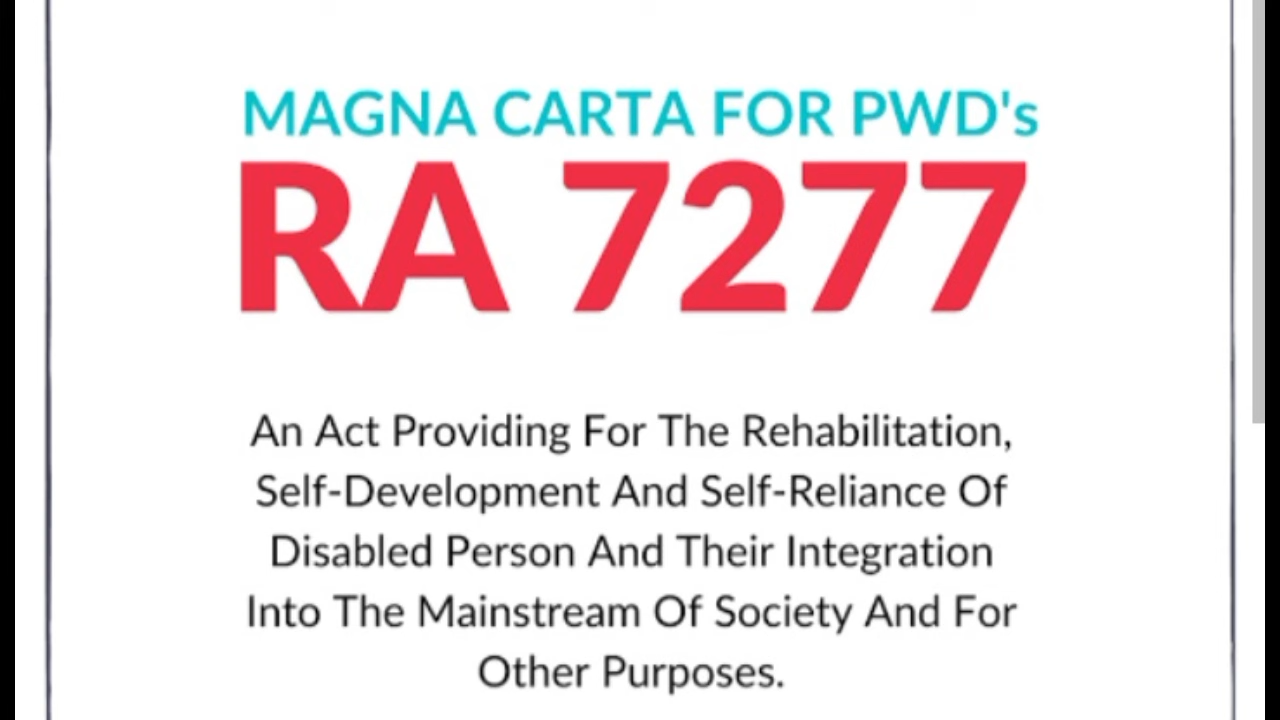 MAGNA CARTA FOR PWD's
RA 7277
An Act Providing For The Rehabilitation,
Self-Development And Self-Reliance Of
Disabled Person And Their Integration
Into The Mainstream Of Society And For
Other Purposes.